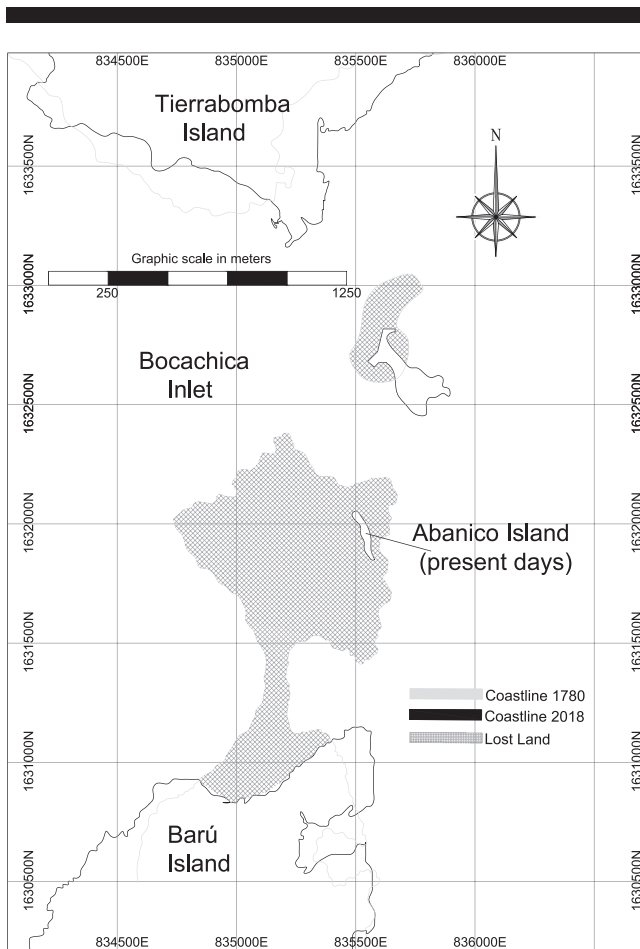 834500E 835000E 835500E 836000E
Tierrabomba
Island
N
1633500N 1633500N
Graphic scale in meters
250 1250
1633000N 1633000N
Bocachica
Inlet
1632500N 1632500N
1632000N 1632000N
Abanico Island
(present days)
1631500N 1631500N
Coastline 1780
Coastline 2018
Lost Land
1631000N 1631000N
Barú
Island
1630500N 1630500N
834500E 835000E 835500E 836000E